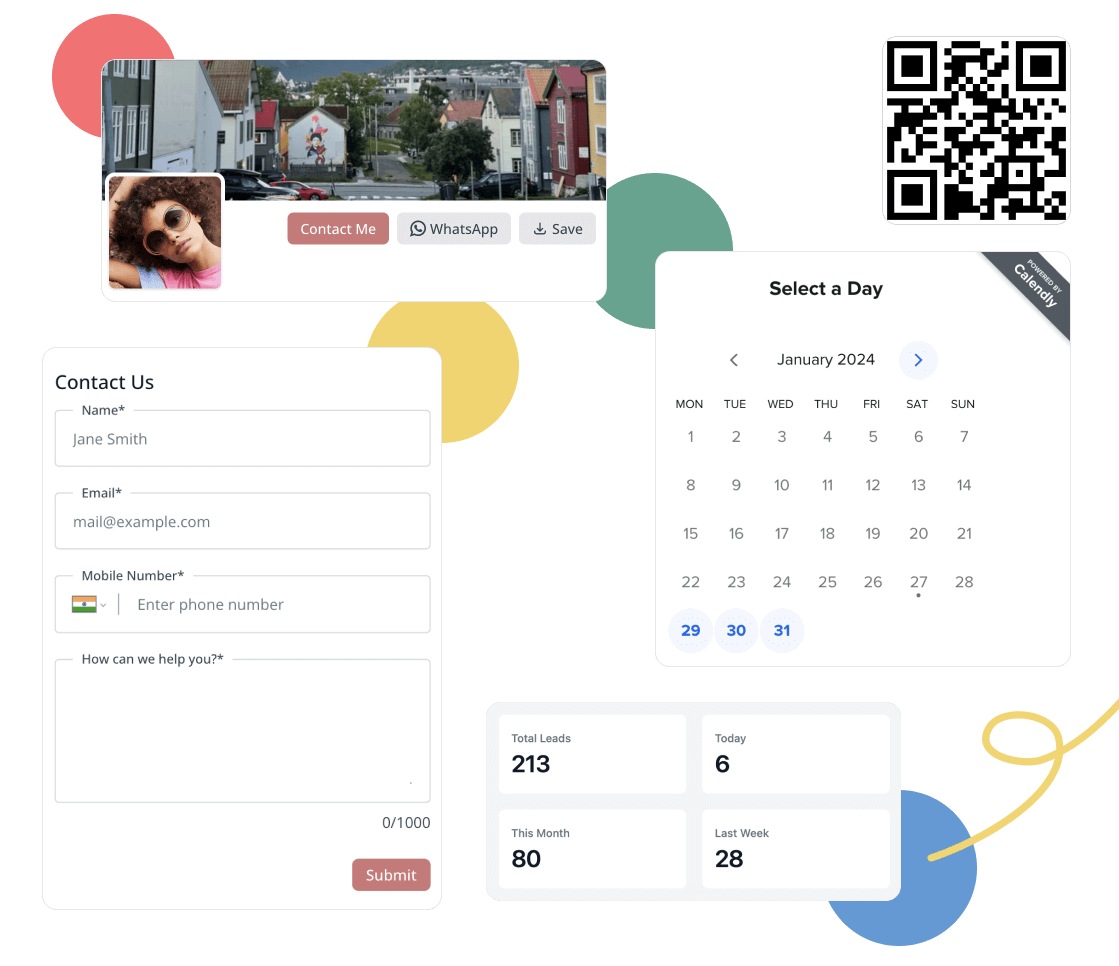 Contact Me
WhatsApp
Save
POWERED BY
Calendly
Select a Day
January 2024
MON TUE WED THU FRI SAT SUN
1 2 3 4 5 6 7
8 9 10 11 12 13 14
15 16 17 18 19 20 21
22 23 24 25 26 27 28
29 30 31
Contact Us
Name*
Jane Smith
Email*
mail@example.com
Mobile Number*
Enter phone number
How can we help you?*
0/1000
Submit
Total Leads
213
Today
6
This Month
80
Last Week
28